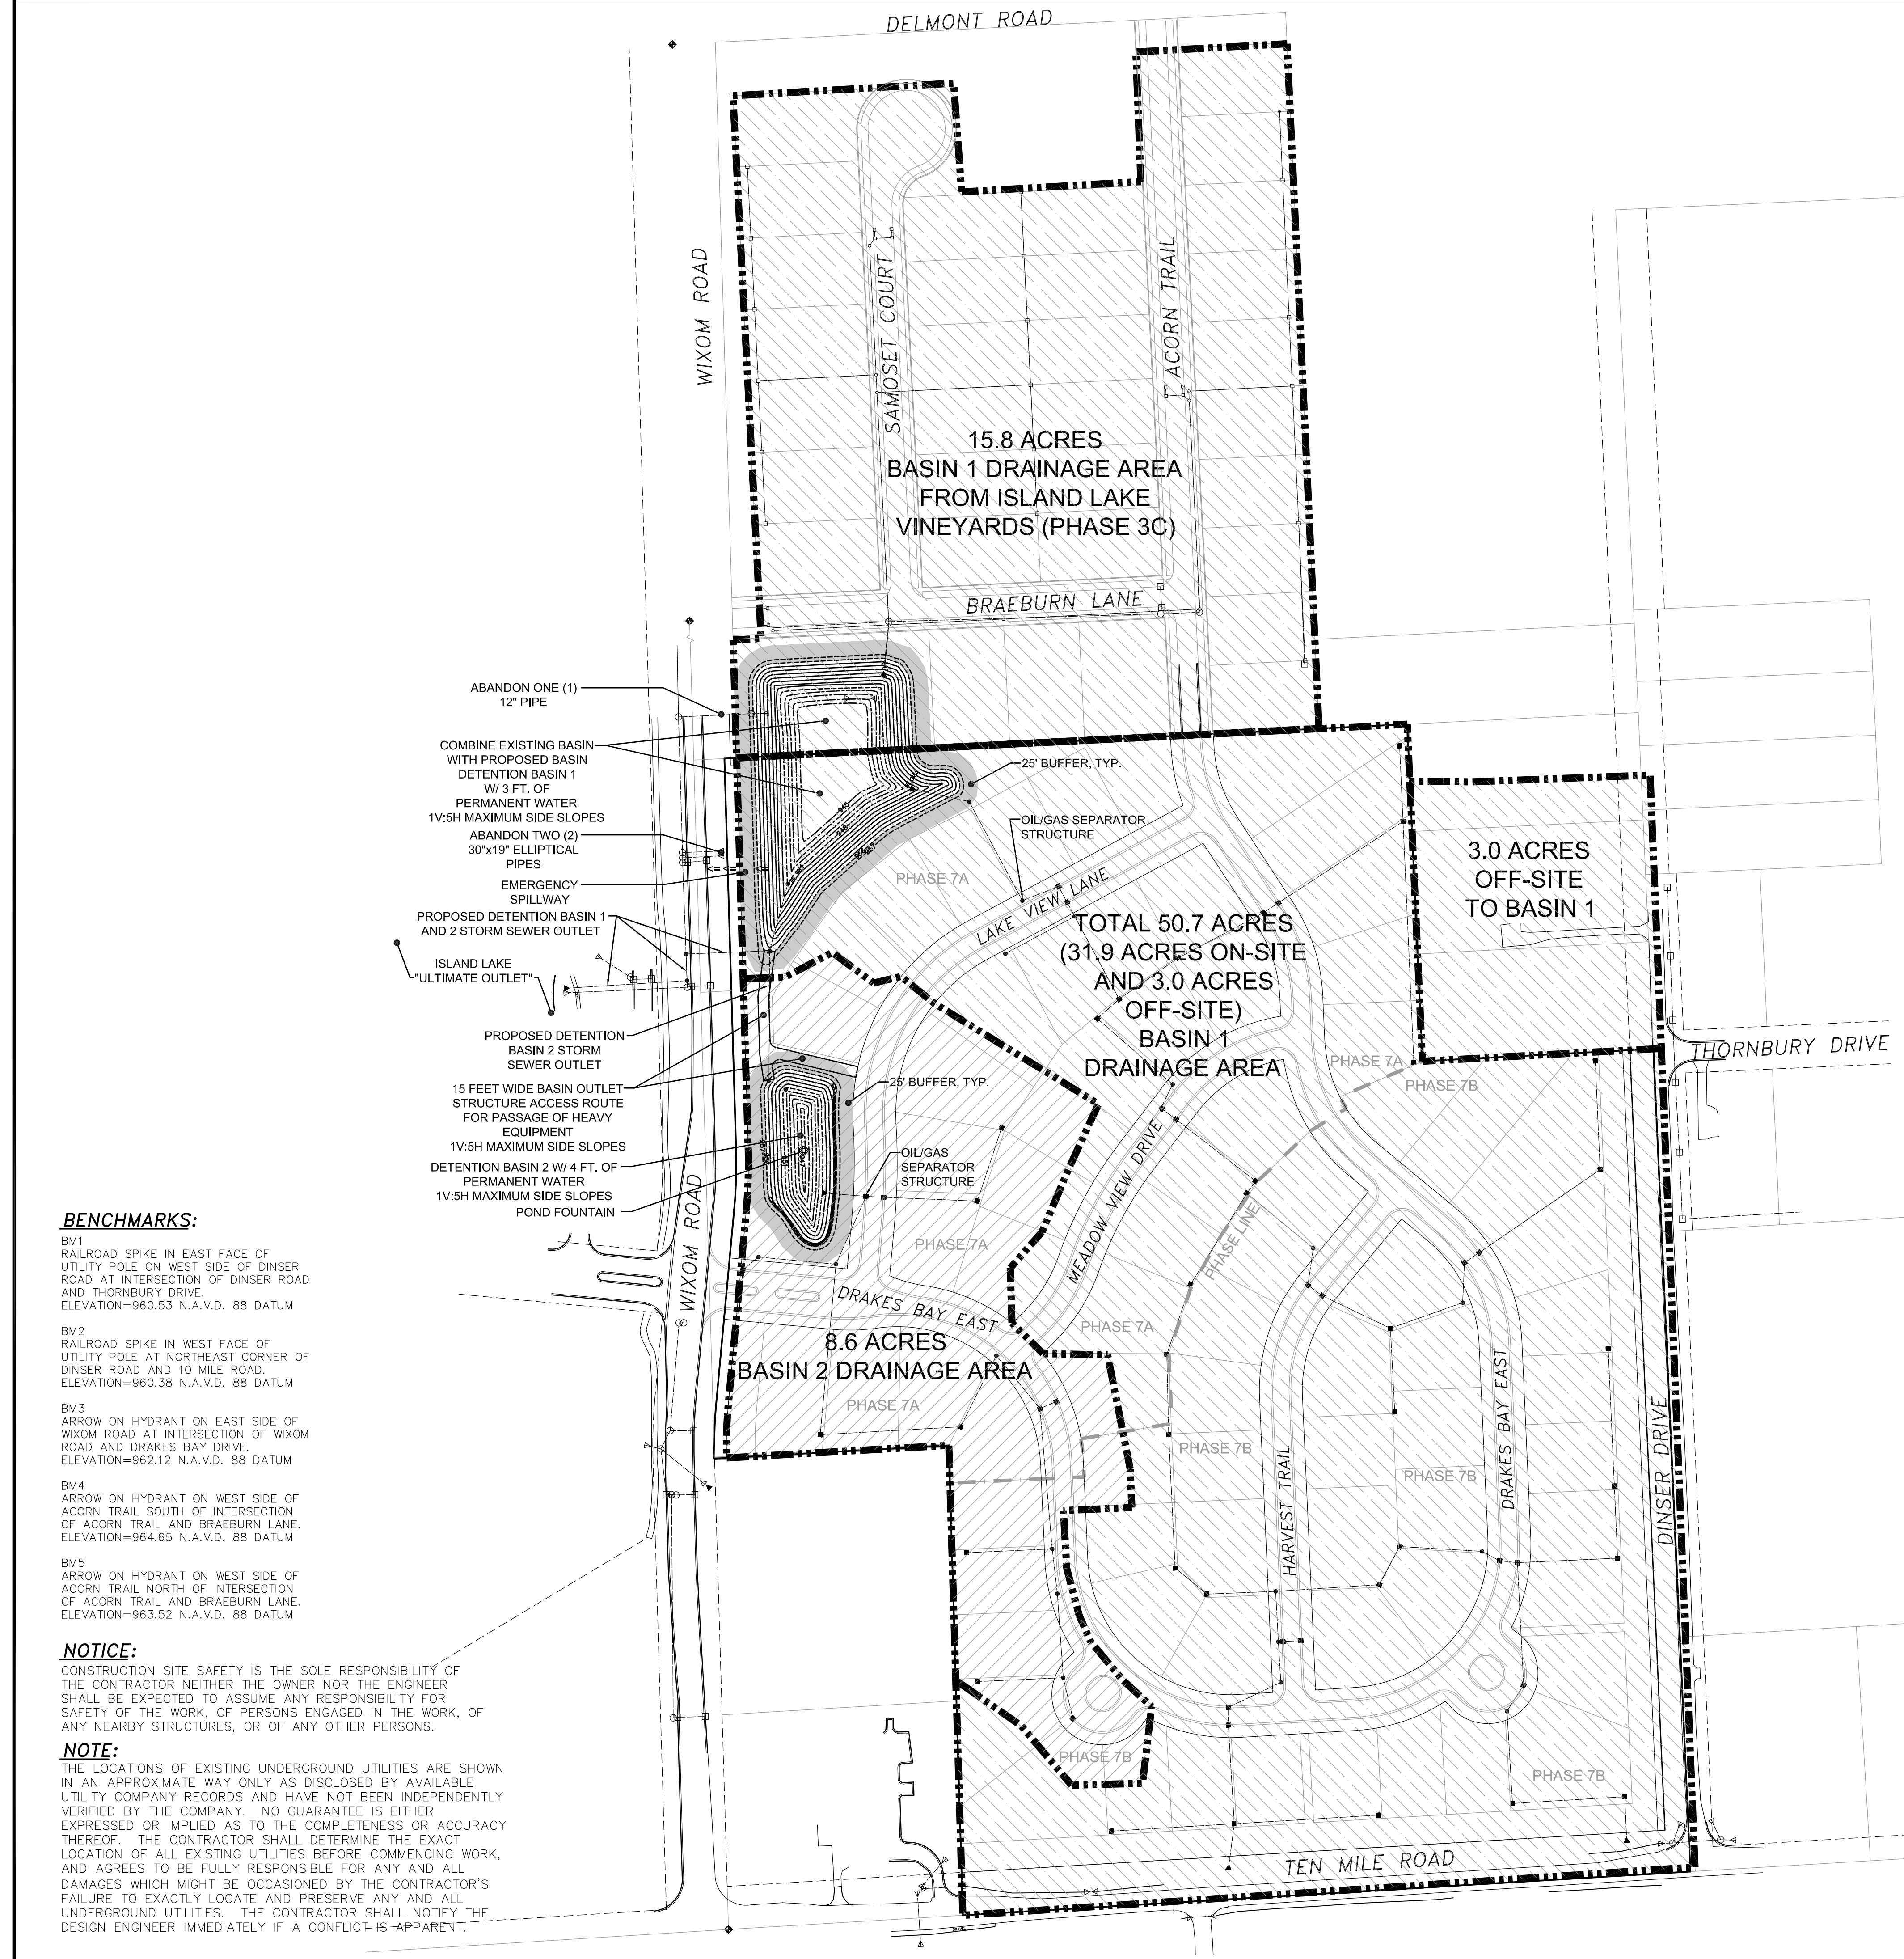 DELMONT ROAD
WIXOM ROAD
SAMOSET COURT
ACORN TRAIL
15.8 ACRES
BASIN 1 DRAINAGE AREA
FROM ISLAND LAKE
VINEYARDS (PHASE 3C)
BRAEBURN LANE
ABANDON ONE (1)
12" PIPE
COMBINE EXISTING BASIN
WITH PROPOSED BASIN
DETENTION BASIN 1
W/ 3 FT. OF
PERMANENT WATER
1V:5H MAXIMUM SIDE SLOPES
ABANDON TWO (2)
30"x19" ELLIPTICAL
PIPES
EMERGENCY
SPILLWAY
PROPOSED DETENTION BASIN 1
AND 2 STORM SEWER OUTLET
ISLAND LAKE
"ULTIMATE OUTLET"
PROPOSED DETENTION
BASIN 2 STORM
SEWER OUTLET
15 FEET WIDE BASIN OUTLET
STRUCTURE ACCESS ROUTE
FOR PASSAGE OF HEAVY
EQUIPMENT
1V:5H MAXIMUM SIDE SLOPES
DETENTION BASIN 2 W/ 4 FT. OF
PERMANENT WATER
1V:5H MAXIMUM SIDE SLOPES
POND FOUNTAIN
25' BUFFER, TYP.
OIL/GAS SEPARATOR
STRUCTURE
PHASE 7A
LAKE VIEW LANE
3.0 ACRES
OFF-SITE
TO BASIN 1
TOTAL 50.7 ACRES
(31.9 ACRES ON-SITE
AND 3.0 ACRES
OFF-SITE)
BASIN 1
DRAINAGE AREA
THORNBURY DRIVE
PHASE 7A
PHASE 7B
25' BUFFER, TYP.
OIL/GAS
SEPARATOR
STRUCTURE
MEADOW VIEW DRIVE
PHASE LINE
WIXOM ROAD
PHASE 7A
DRAKES BAY EAST
PHASE 7A
8.6 ACRES
BASIN 2 DRAINAGE AREA
PHASE 7A
PHASE 7B
HARVEST TRAIL
PHASE 7B
DRAKES BAY EAST
DINSER DRIVE
PHASE 7B
PHASE 7B
TEN MILE ROAD
BENCHMARKS:
BM1
RAILROAD SPIKE IN EAST FACE OF
UTILITY POLE ON WEST SIDE OF DINSER
ROAD AT INTERSECTION OF DINSER ROAD
AND THORNBURY DRIVE.
ELEVATION=960.53 N.A.V.D. 88 DATUM
BM2
RAILROAD SPIKE IN WEST FACE OF
UTILITY POLE AT NORTHEAST CORNER OF
DINSER ROAD AND 10 MILE ROAD.
ELEVATION=960.38 N.A.V.D. 88 DATUM
BM3
ARROW ON HYDRANT ON EAST SIDE OF
WIXOM ROAD AT INTERSECTION OF WIXOM
ROAD AND DRAKES BAY DRIVE.
ELEVATION=962.12 N.A.V.D. 88 DATUM
BM4
ARROW ON HYDRANT ON WEST SIDE OF
ACORN TRAIL SOUTH OF INTERSECTION
OF ACORN TRAIL AND BRAEBURN LANE.
ELEVATION=964.65 N.A.V.D. 88 DATUM
BM5
ARROW ON HYDRANT ON WEST SIDE OF
ACORN TRAIL NORTH OF INTERSECTION
OF ACORN TRAIL AND BRAEBURN LANE.
ELEVATION=963.52 N.A.V.D. 88 DATUM
NOTICE:
CONSTRUCTION SITE SAFETY IS THE SOLE RESPONSIBILITY OF
THE CONTRACTOR NEITHER THE OWNER NOR THE ENGINEER
SHALL BE EXPECTED TO ASSUME ANY RESPONSIBILITY FOR
SAFETY OF THE WORK, OF PERSONS ENGAGED IN THE WORK, OF
ANY NEARBY STRUCTURES, OR OF ANY OTHER PERSONS.
NOTE:
THE LOCATIONS OF EXISTING UNDERGROUND UTILITIES ARE SHOWN
IN AN APPROXIMATE WAY ONLY AS DISCLOSED BY AVAILABLE
UTILITY COMPANY RECORDS AND HAVE NOT BEEN INDEPENDENTLY
VERIFIED BY THE COMPANY. NO GUARANTEE IS EITHER
EXPRESSED OR IMPLIED AS TO THE COMPLETENESS OR ACCURACY
THEREOF. THE CONTRACTOR SHALL DETERMINE THE EXACT
LOCATION OF ALL EXISTING UTILITIES BEFORE COMMENCING WORK,
AND AGREES TO BE FULLY RESPONSIBLE FOR ANY AND ALL
DAMAGES WHICH MIGHT BE OCCASIONED BY THE CONTRACTOR'S
FAILURE TO EXACTLY LOCATE AND PRESERVE ANY AND ALL
UNDERGROUND UTILITIES. THE CONTRACTOR SHALL NOTIFY THE
DESIGN ENGINEER IMMEDIATELY IF A CONFLICT IS APPARENT.